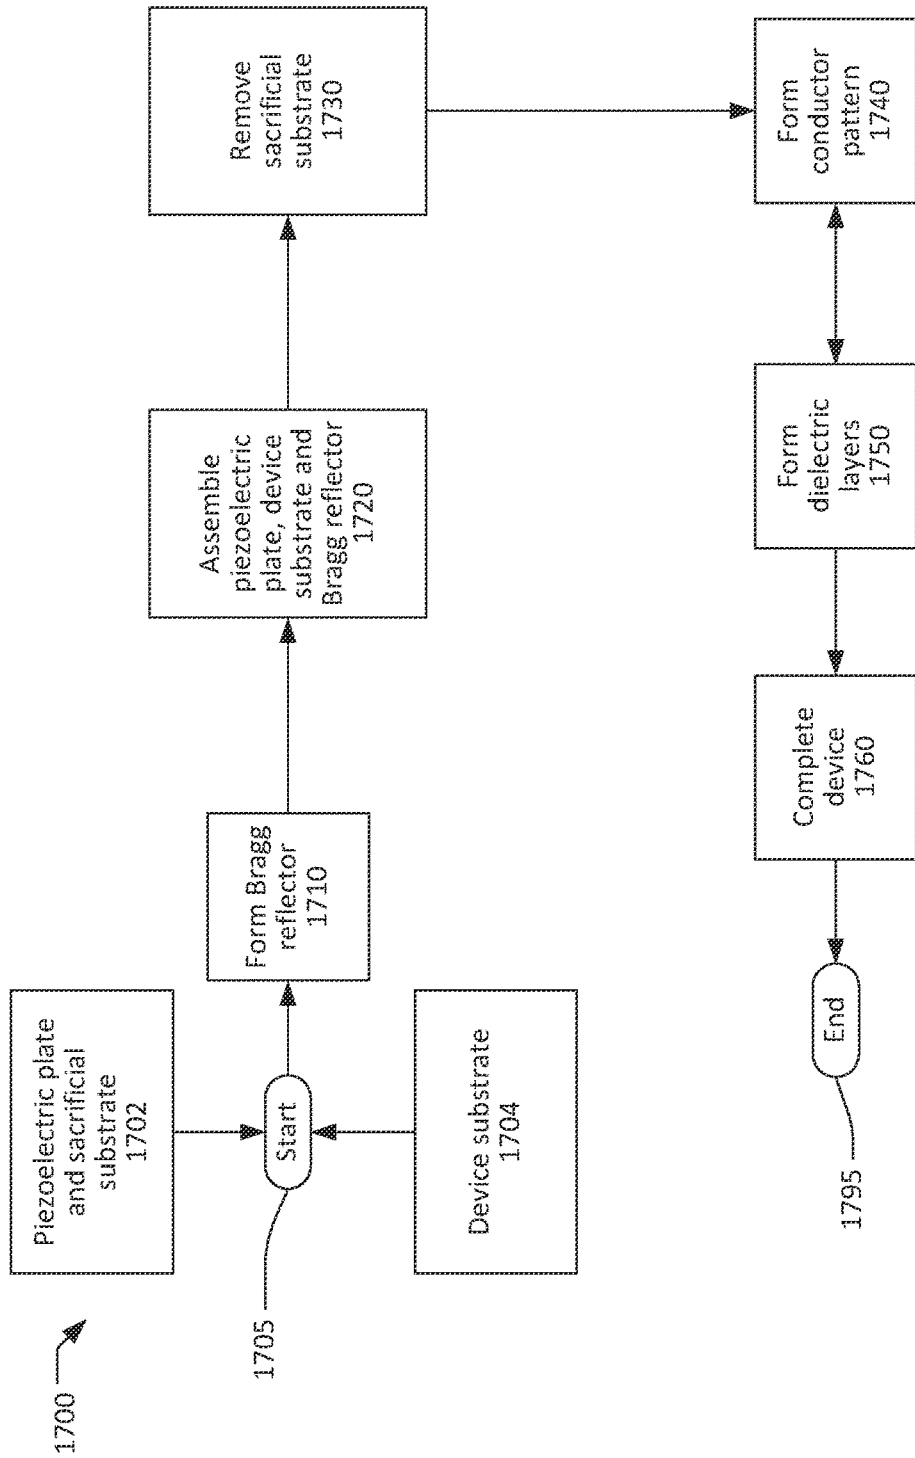 1700
Piezoelectric plate
and sacrificial
substrate
1702
1705
Start
Device substrate
1704
Form Bragg
reflector
1710
Assemble
piezoelectric
plate, device
substrate and
Bragg reflector
1720
Remove
sacrificial
substrate
1730
Form
conductor
pattern
1740
Form
dielectric
layers
1750
Complete
device
1760
End
1795